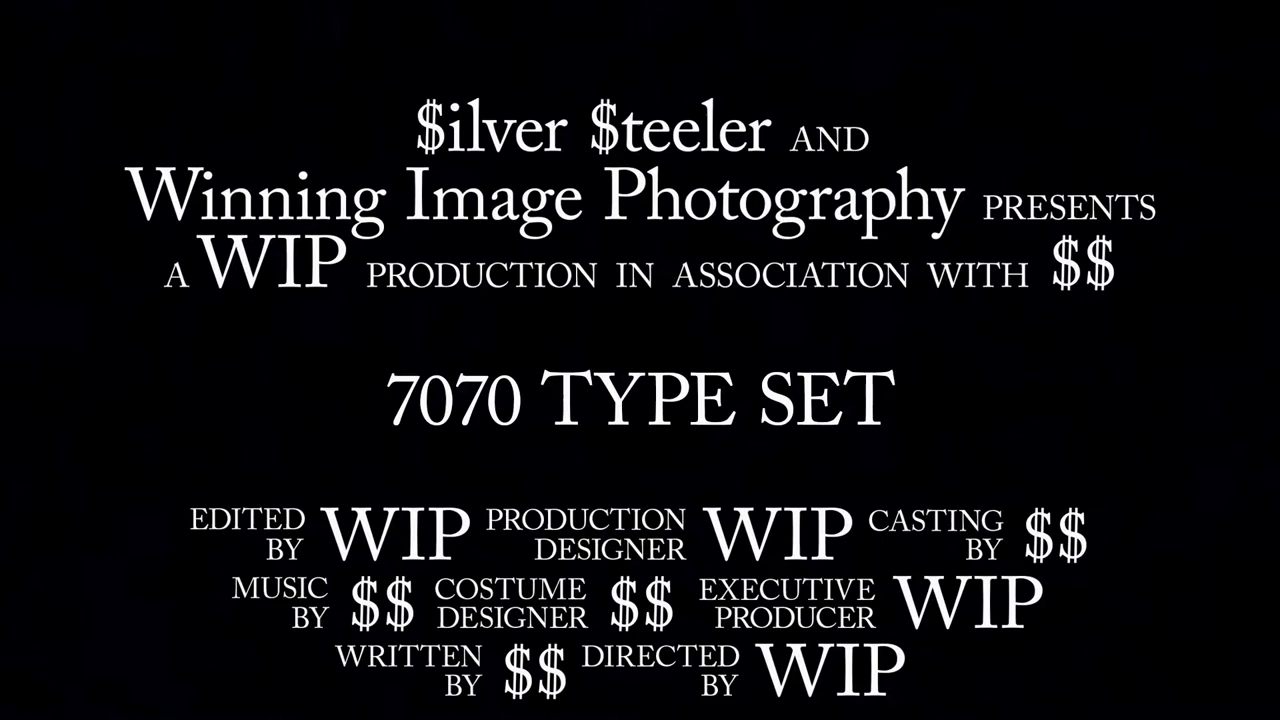 $ilver $teeler AND
Winning Image Photography PRESENTS
A WIP PRODUCTION IN ASSOCIATION WITH $$
7070 TYPE SET
EDITED BY WIP PRODUCTION DESIGNER WIP CASTING BY $$
MUSIC BY $$ COSTUME DESIGNER $$ EXECUTIVE PRODUCER WIP
WRITTEN BY $$ DIRECTED BY WIP